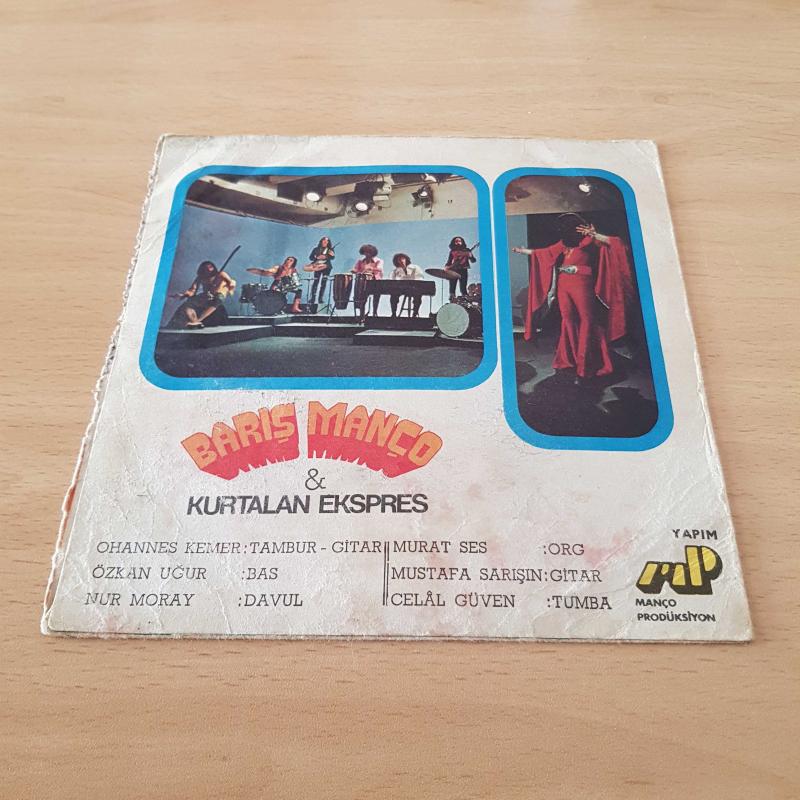 BARIŞ MANÇO
&
KURTALAN EKSPRES
OHANNES KEMER :TAMBUR - GİTAR
ÖZKAN UĞUR :BAS
NUR MORAY :DAVUL
MURAT SES :ORG
MUSTAFA SARIŞIN :GİTAR
CELÂL GÜVEN :TUMBA
YAPIM
MP
MANÇO
PRODÜKSİYON